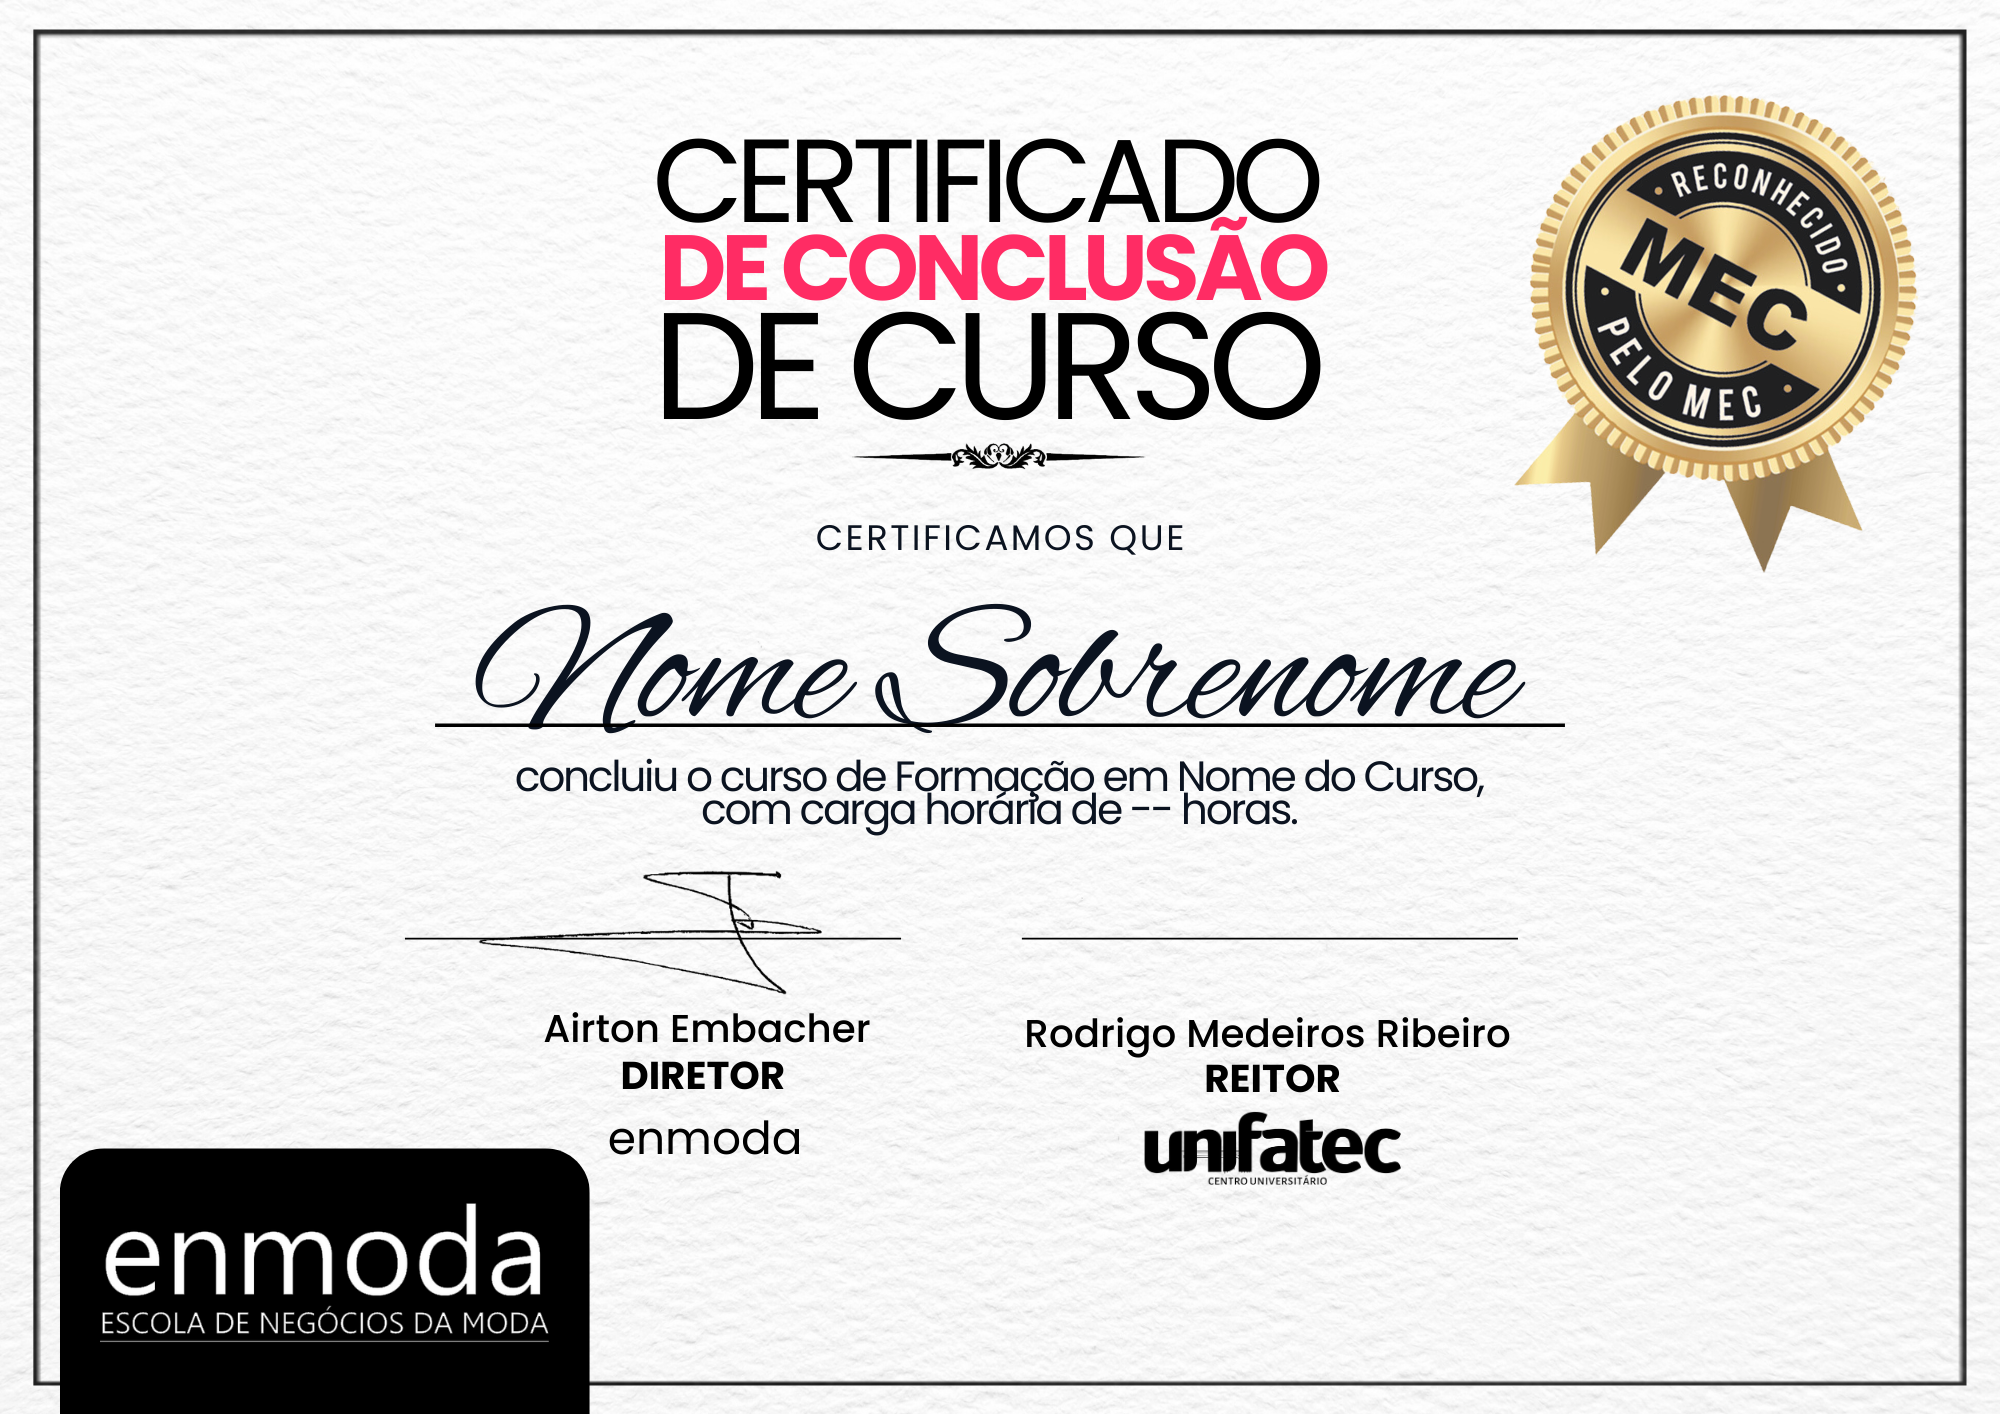 CERTIFICADO
DE CONCLUSÃO
DE CURSO
RECONHECIDO
MEC
PELO MEC
CERTIFICAMOS QUE
Nome Sobrenome
concluiu o curso de Formação em Nome do Curso,
com carga horária de -- horas.
Airton Embacher
DIRETOR
enmoda
Rodrigo Medeiros Ribeiro
REITOR
unifatec
CENTRO UNIVERSITÁRIO
enmoda
ESCOLA DE NEGÓCIOS DA MODA